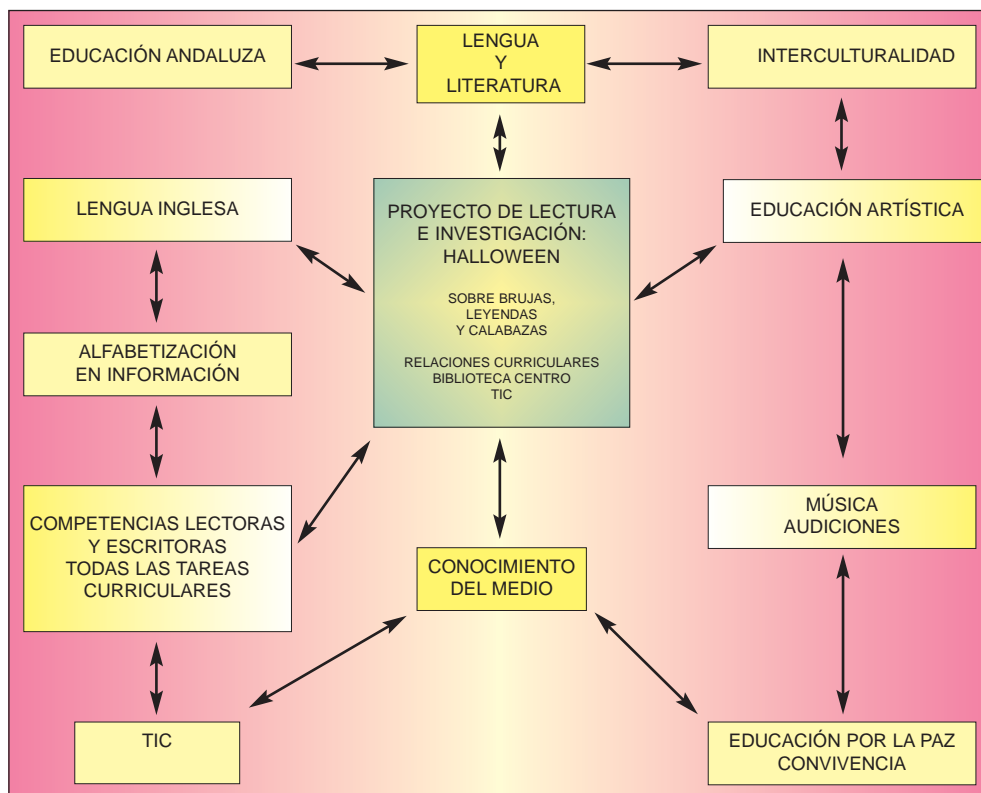 EDUCACIÓN ANDALUZA
LENGUA
Y
LITERATURA
INTERCULTURALIDAD
LENGUA INGLESA
PROYECTO DE LECTURA
E INVESTIGACIÓN:
HALLOWEEN
SOBRE BRUJAS,
LEYENDAS
Y CALABAZAS
RELACIONES CURRICULARES
BIBLIOTECA CENTRO
TIC
EDUCACIÓN ARTÍSTICA
ALFABETIZACIÓN
EN INFORMACIÓN
COMPETENCIAS LECTORAS
Y ESCRITORAS
TODAS LAS TAREAS
CURRICULARES
MÚSICA
AUDICIONES
CONOCIMIENTO
DEL MEDIO
TIC
EDUCACIÓN POR LA PAZ
CONVIVENCIA